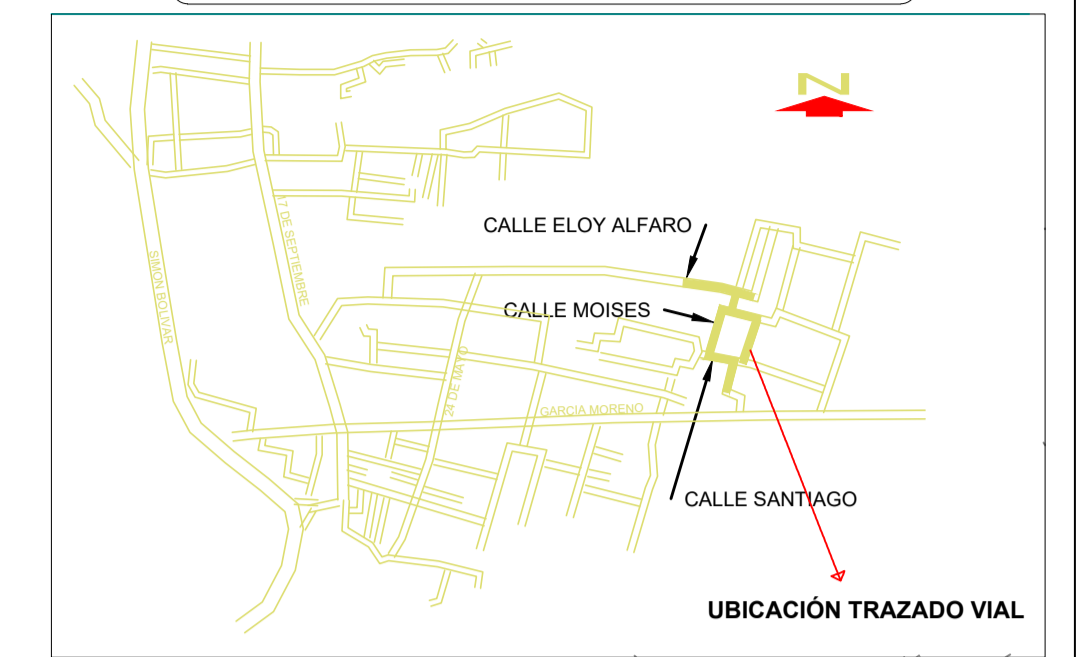 N
CALLE ELOY ALFARO
17 DE SEPTIEMBRE
SIMON BOLIVAR
CALLE MOISES
24 DE MAYO
GARCIA MORENO
CALLE SANTIAGO
UBICACIÓN TRAZADO VIAL